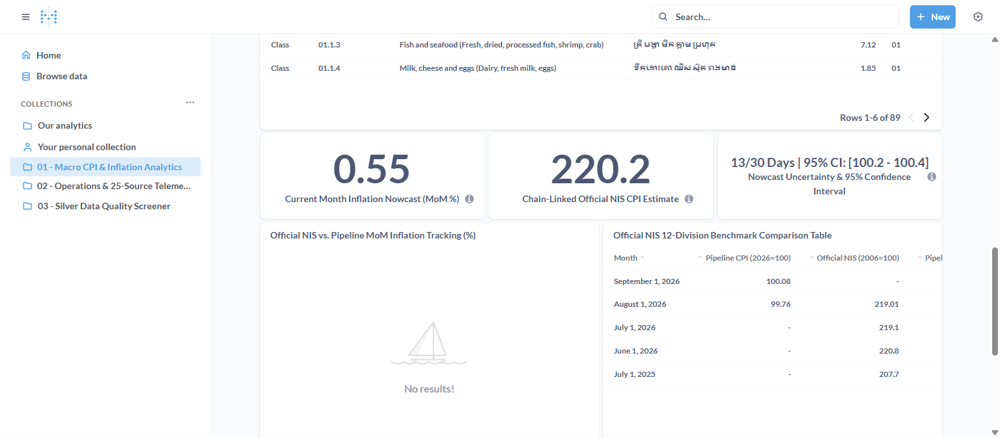 Search...
+ New
Home
Browse data
COLLECTIONS
Our analytics
Your personal collection
01 - Macro CPI & Inflation Analytics
02 - Operations & 25-Source Teleme...
03 - Silver Data Quality Screener
Class 01.1.3 Fish and seafood (Fresh, dried, processed fish, shrimp, crab) ត្រី បង្គា មឹក ក្តាម ប្រហុក 7.12 01
Class 01.1.4 Milk, cheese and eggs (Dairy, fresh milk, eggs) ទឹកដោះគោ ឈីស ស៊ុត ពងមាន់ 1.85 01
Rows 1-6 of 89
0.55
Current Month Inflation Nowcast (MoM %)
220.2
Chain-Linked Official NIS CPI Estimate
13/30 Days | 95% CI: [100.2 - 100.4]
Nowcast Uncertainty & 95% Confidence
Interval
Official NIS vs. Pipeline MoM Inflation Tracking (%)
No results!
Official NIS 12-Division Benchmark Comparison Table
Month Pipeline CPI (2026=100) Official NIS (2006=100) Pipel
September 1, 2026 100.08 -
August 1, 2026 99.76 219.01
July 1, 2026 - 219.1
June 1, 2026 - 220.8
July 1, 2025 - 207.7